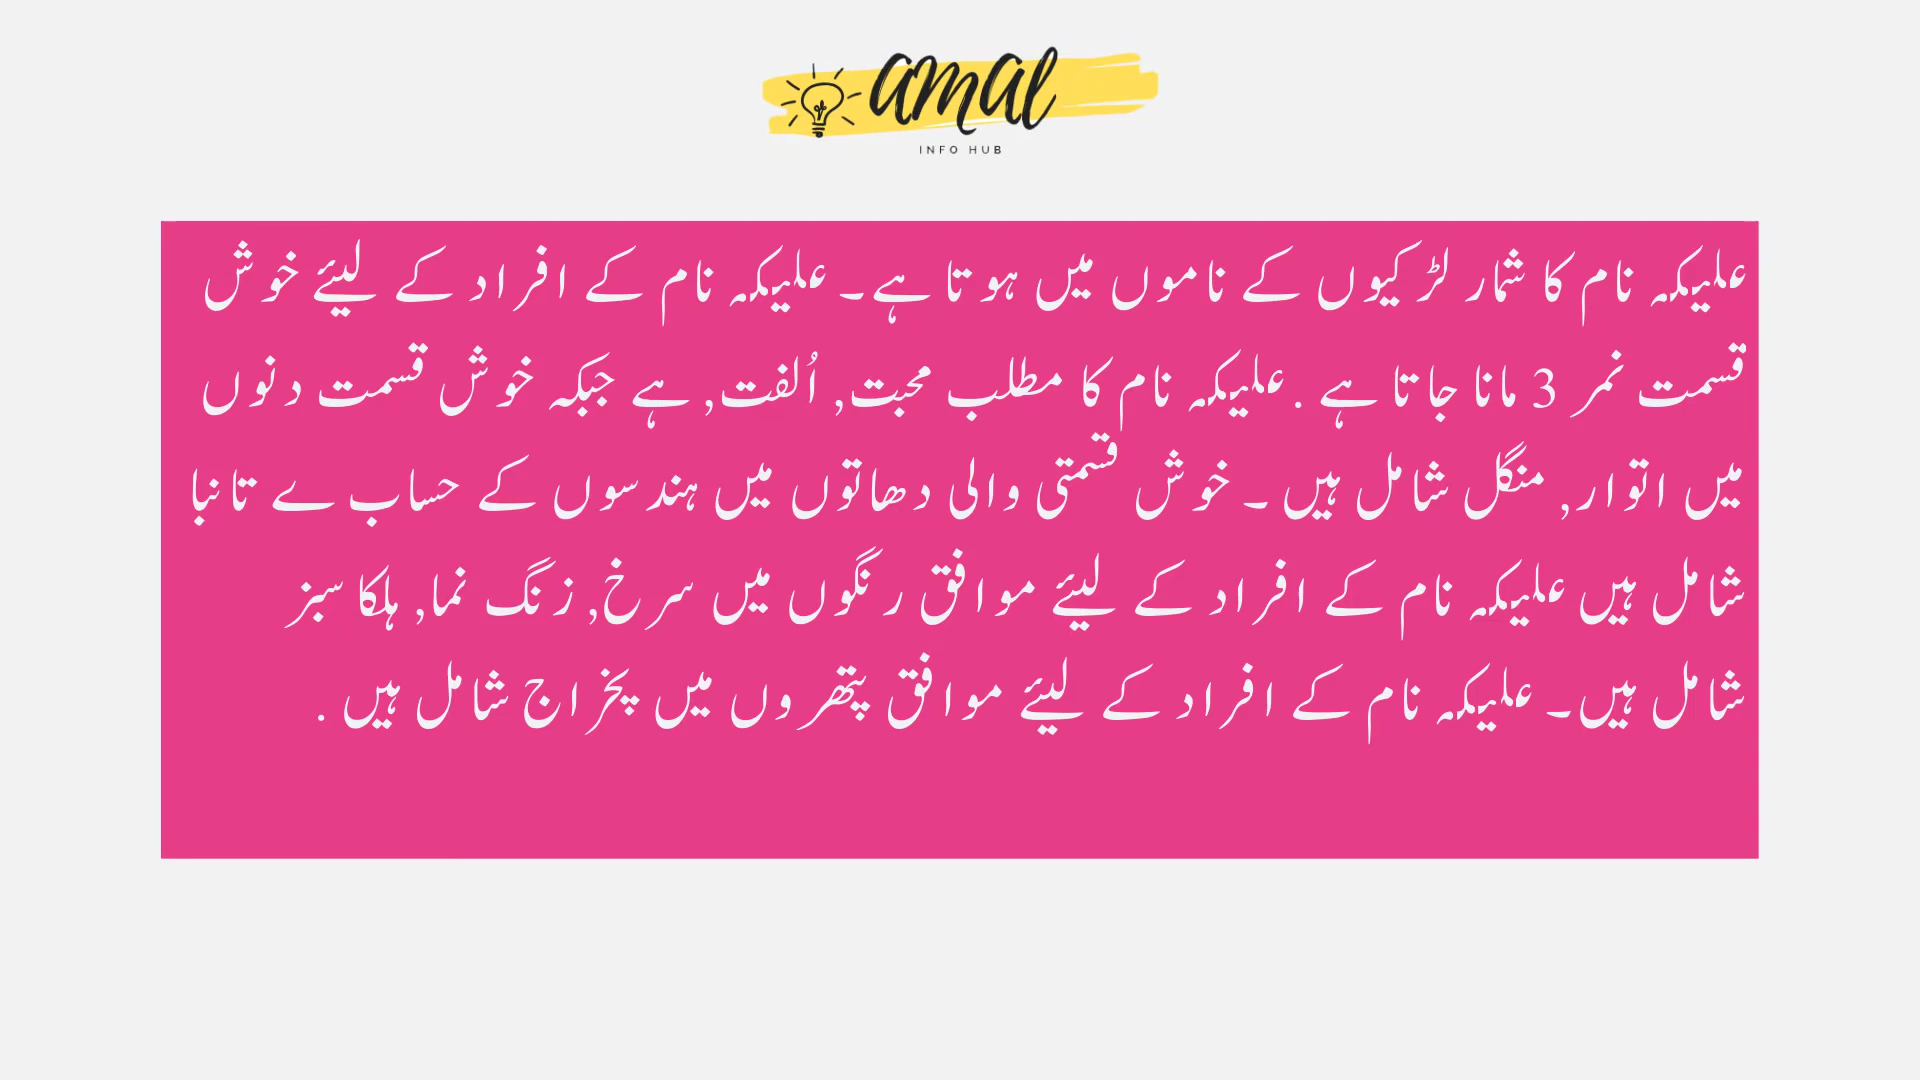 amal
INFO HUB
علیکہ نام کا شمار لڑکیوں کے ناموں میں ہوتا ہے۔ علیکہ نام کے افراد کے لیئے خوش
قسمت نمر 3 مانا جاتا ہے .علیکہ نام کا مطلب محبت, اُلفت, ہے جبکہ خوش قسمت دنوں
میں اتوار, منگل شامل ہیں ۔ خوش قسمتی والی دھاتوں میں ہندسوں کے حساب ے تانبا
شامل ہیں علیکہ نام کے افراد کے لیئے موافق رنگوں میں سرخ, زنگ نما, ہلکا سبز
شامل ہیں۔ علیکہ نام کے افراد کے لیئے موافق پتھروں میں پخراج شامل ہیں .